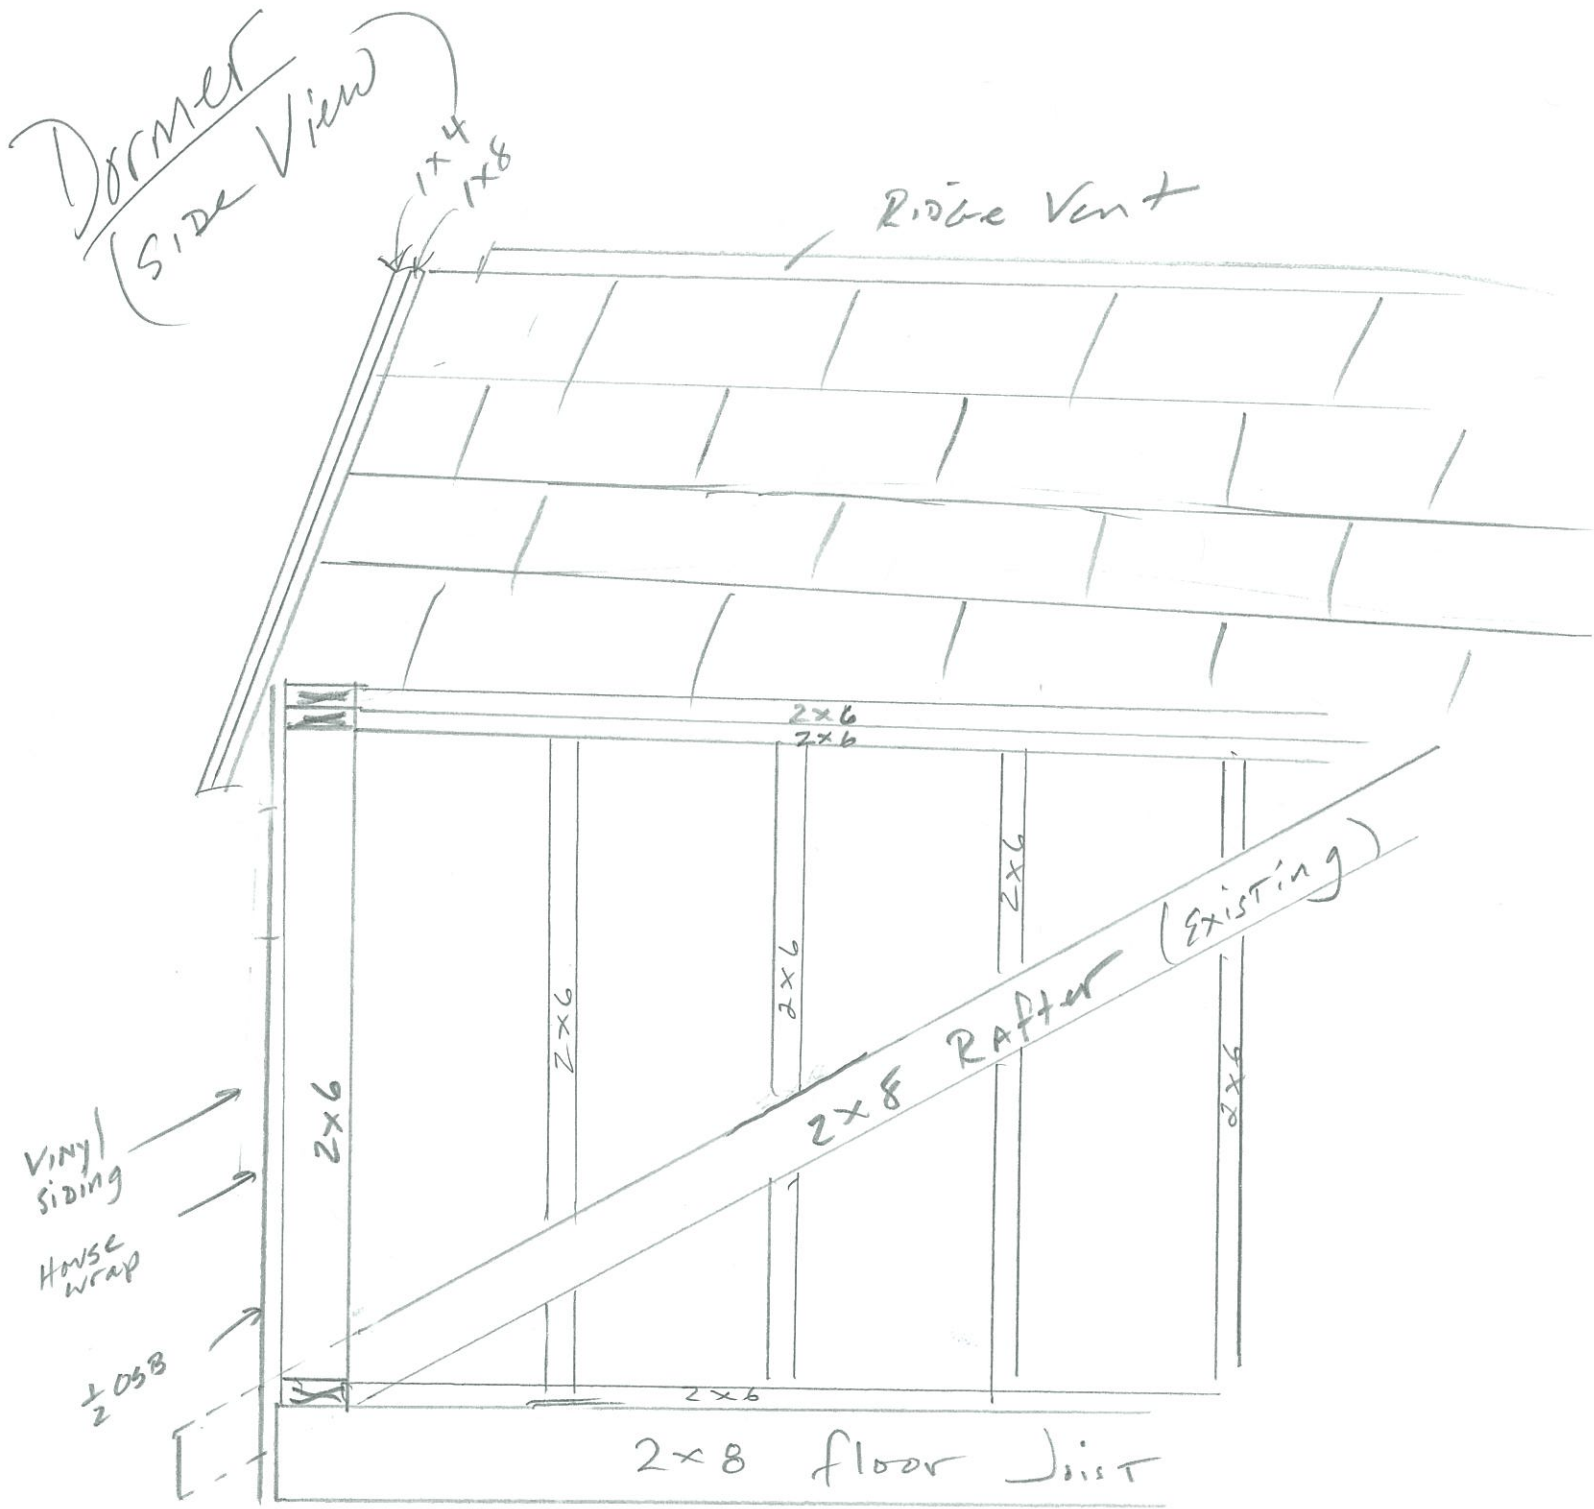 Dormer
(Side View)
1x4
1x8
Ridge Vent
2x6
2x6
2x6
2x6
2x6
2x6
2x6
2x8 Rafter (Existing)
Vinyl
siding
House
wrap
1/2 OSB
2x6
2x8 floor Joist